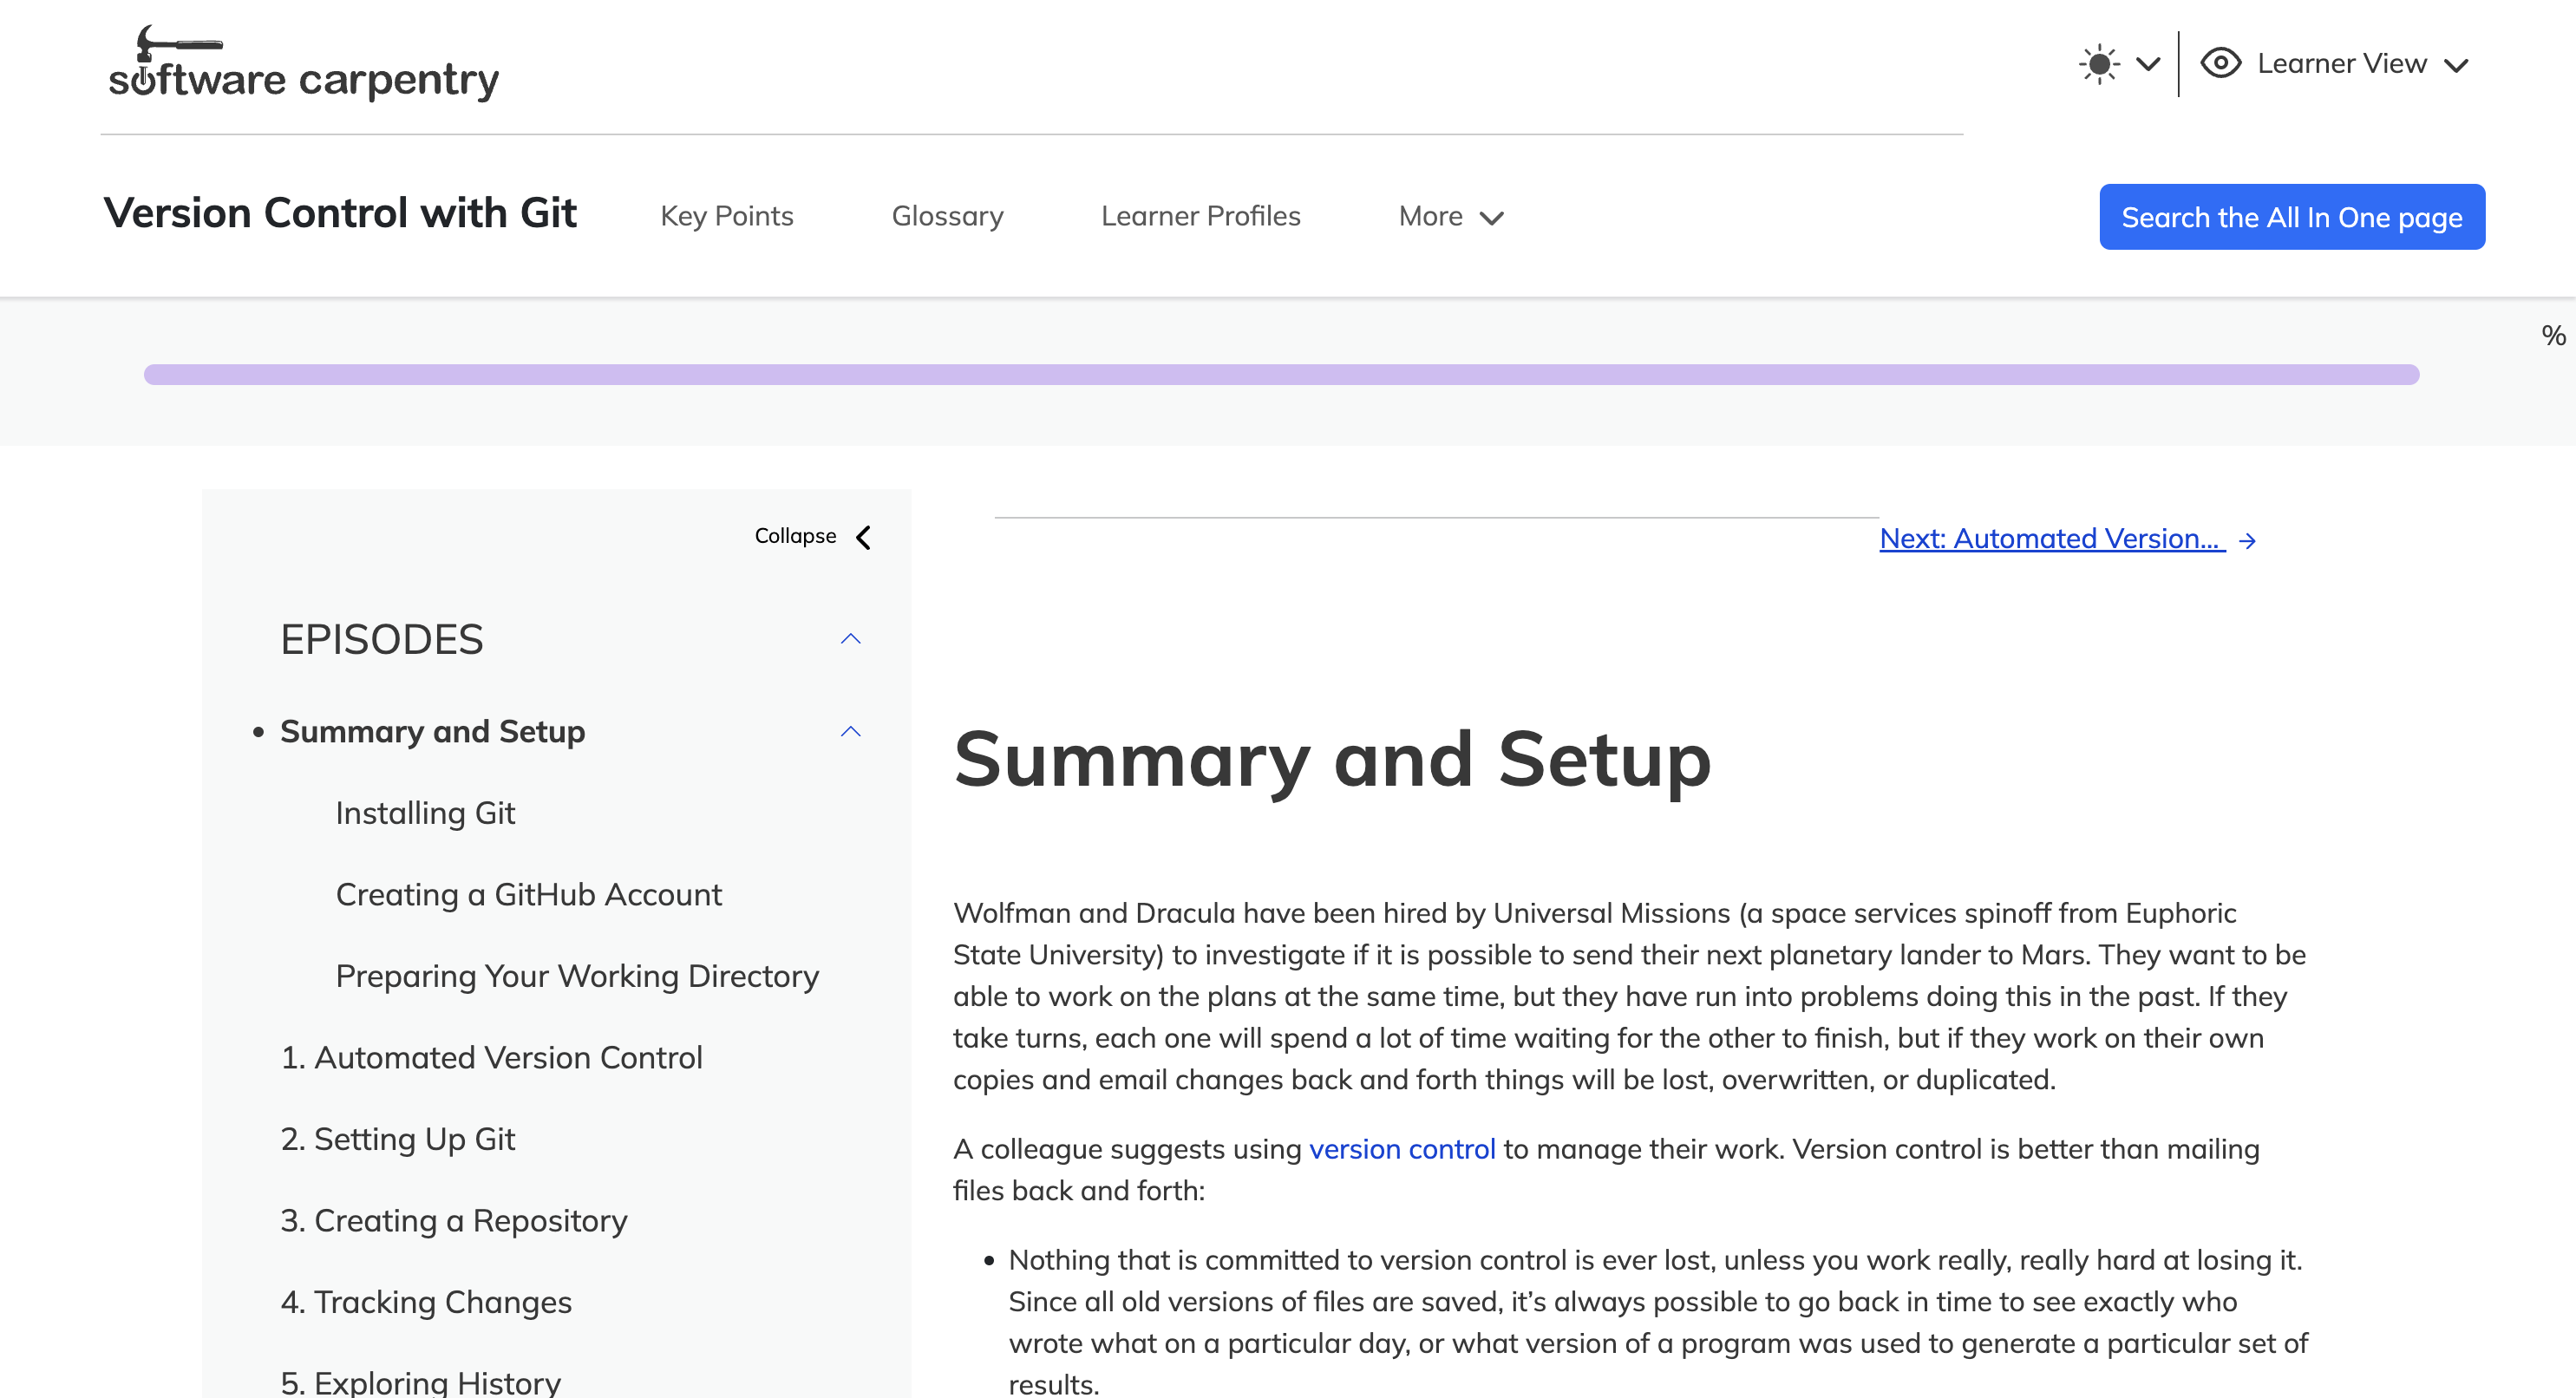 software carpentry
Learner View
Version Control with Git
Key Points
Glossary
Learner Profiles
More
Search the All In One page
%
Collapse
EPISODES
Summary and Setup
Installing Git
Creating a GitHub Account
Preparing Your Working Directory
1. Automated Version Control
2. Setting Up Git
3. Creating a Repository
4. Tracking Changes
5. Exploring History
Next: Automated Version... →
Summary and Setup
Wolfman and Dracula have been hired by Universal Missions (a space services spinoff from Euphoric
State University) to investigate if it is possible to send their next planetary lander to Mars. They want to be
able to work on the plans at the same time, but they have run into problems doing this in the past. If they
take turns, each one will spend a lot of time waiting for the other to finish, but if they work on their own
copies and email changes back and forth things will be lost, overwritten, or duplicated.
A colleague suggests using version control to manage their work. Version control is better than mailing
files back and forth:
• Nothing that is committed to version control is ever lost, unless you work really, really hard at losing it.
Since all old versions of files are saved, it’s always possible to go back in time to see exactly who
wrote what on a particular day, or what version of a program was used to generate a particular set of
results.